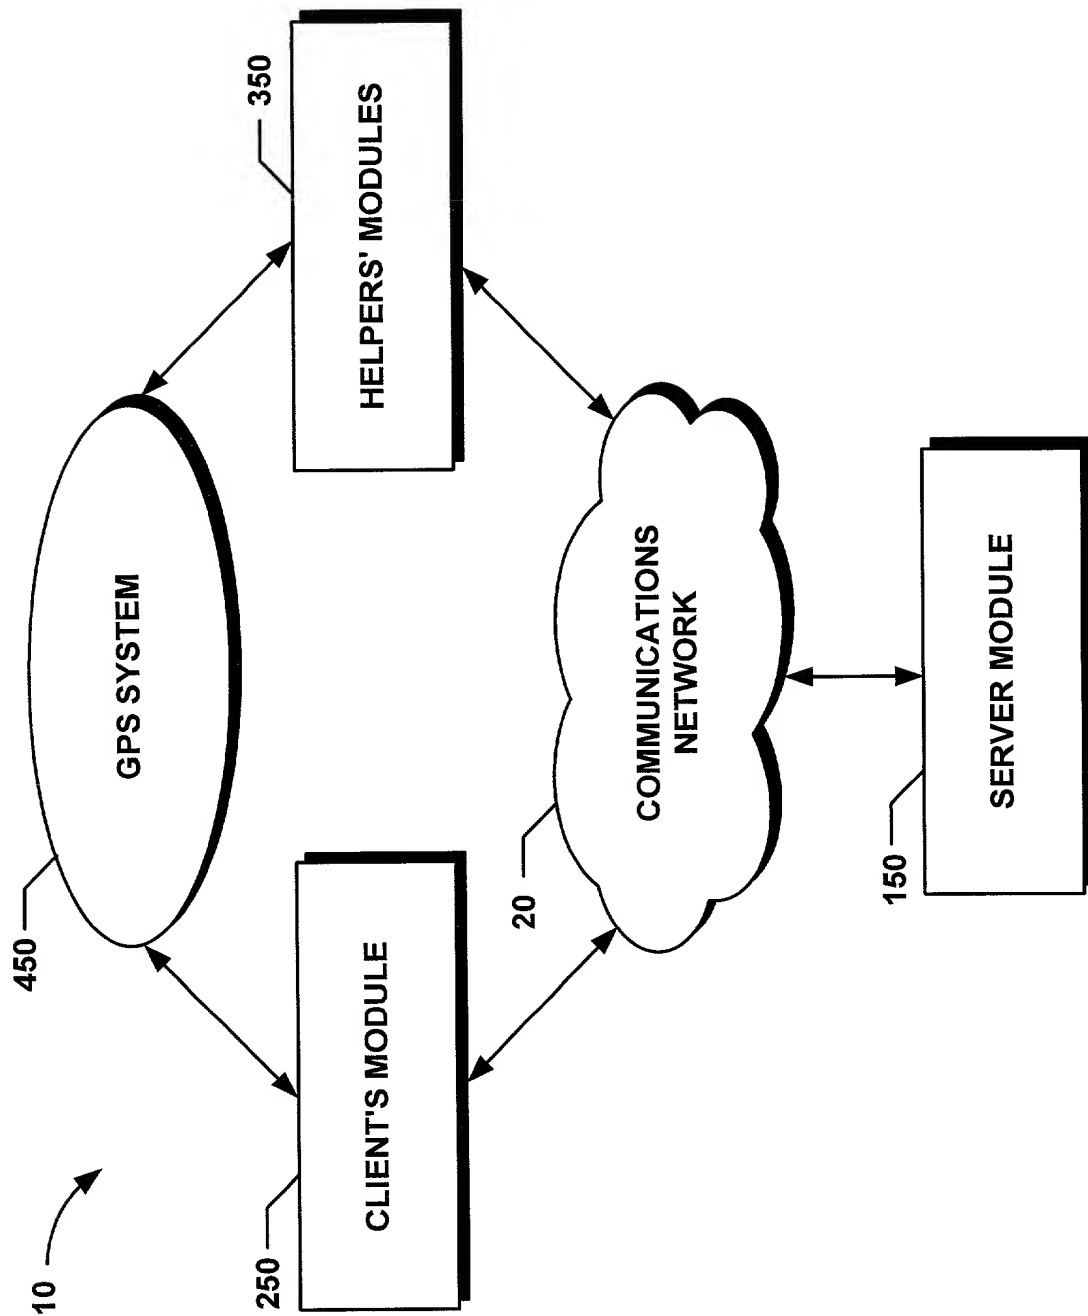 10
450
GPS SYSTEM
250
CLIENT'S MODULE
350
HELPERS' MODULES
20
COMMUNICATIONS
NETWORK
150
SERVER MODULE